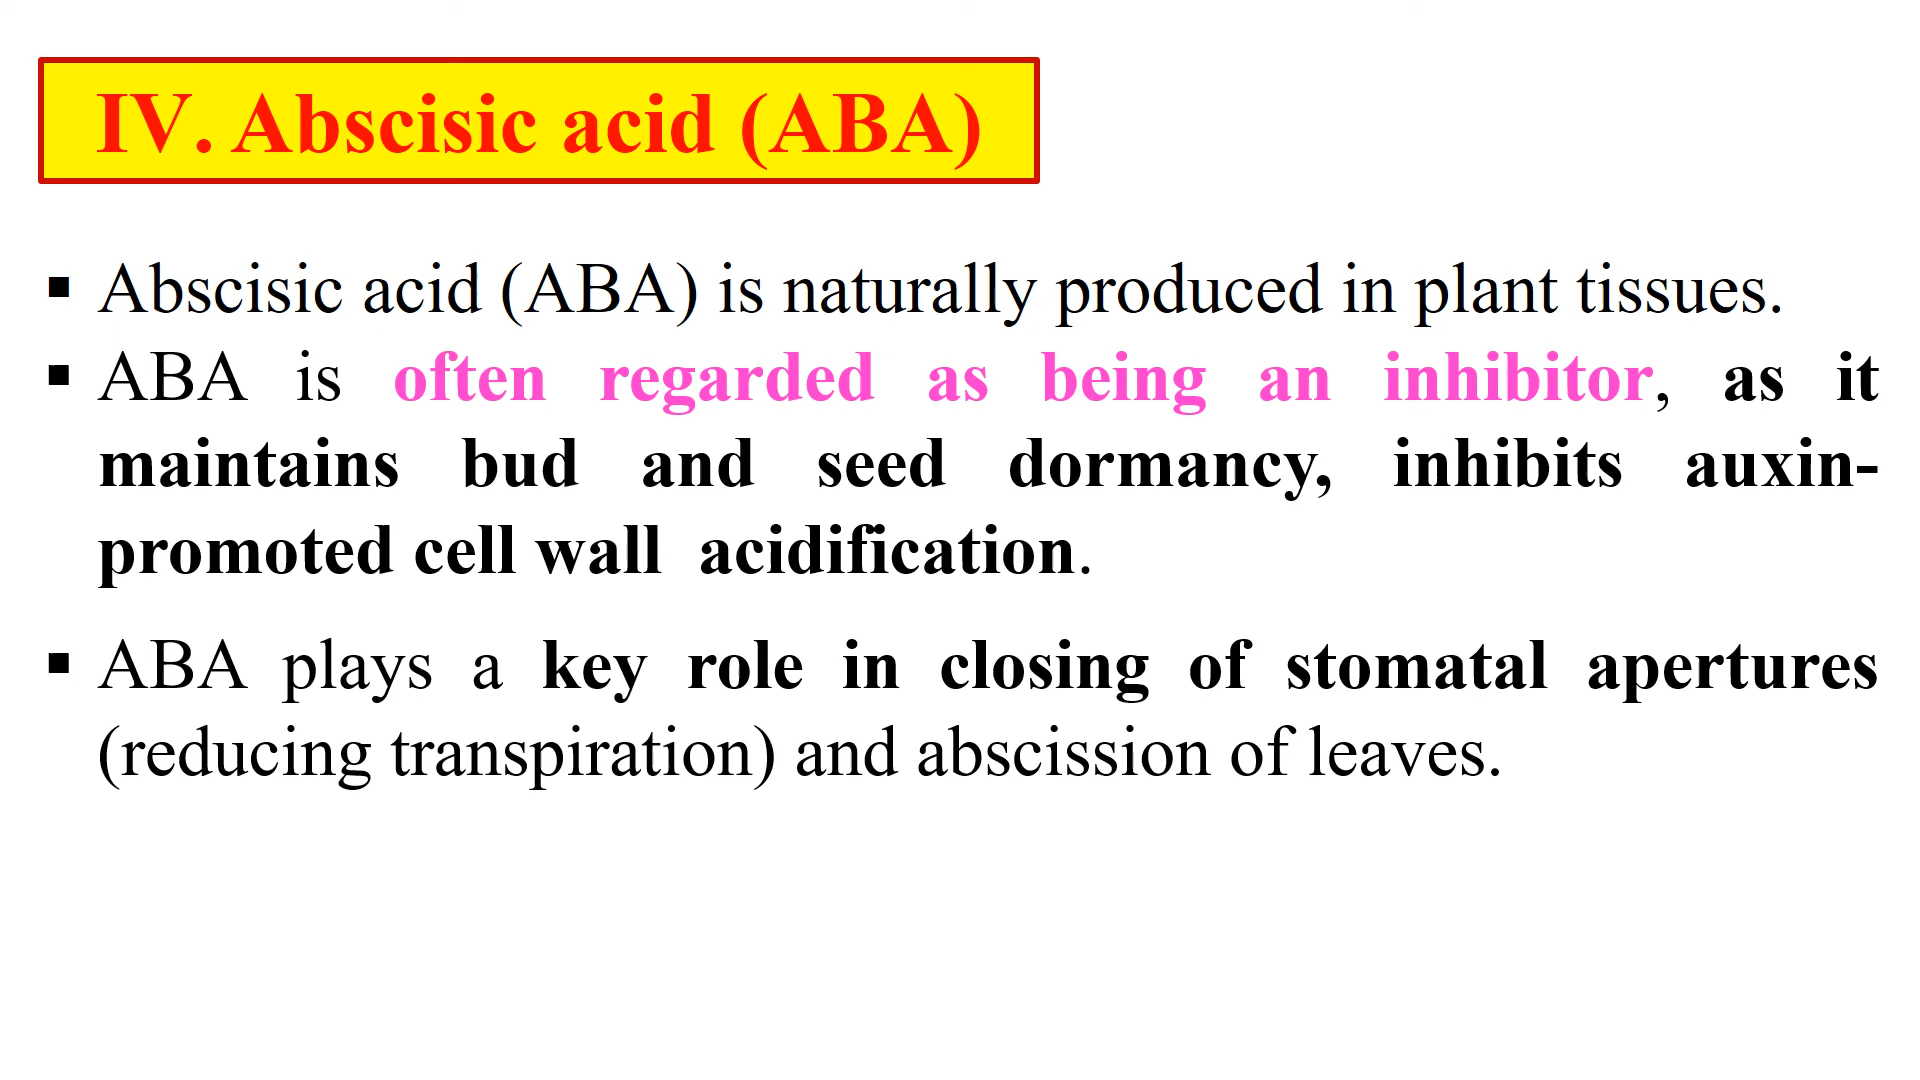 IV. Abscisic acid (ABA)
▪ Abscisic acid (ABA) is naturally produced in plant tissues.
▪ ABA is often regarded as being an inhibitor, as it
maintains bud and seed dormancy, inhibits auxin-
promoted cell wall acidification.
▪ ABA plays a key role in closing of stomatal apertures
(reducing transpiration) and abscission of leaves.